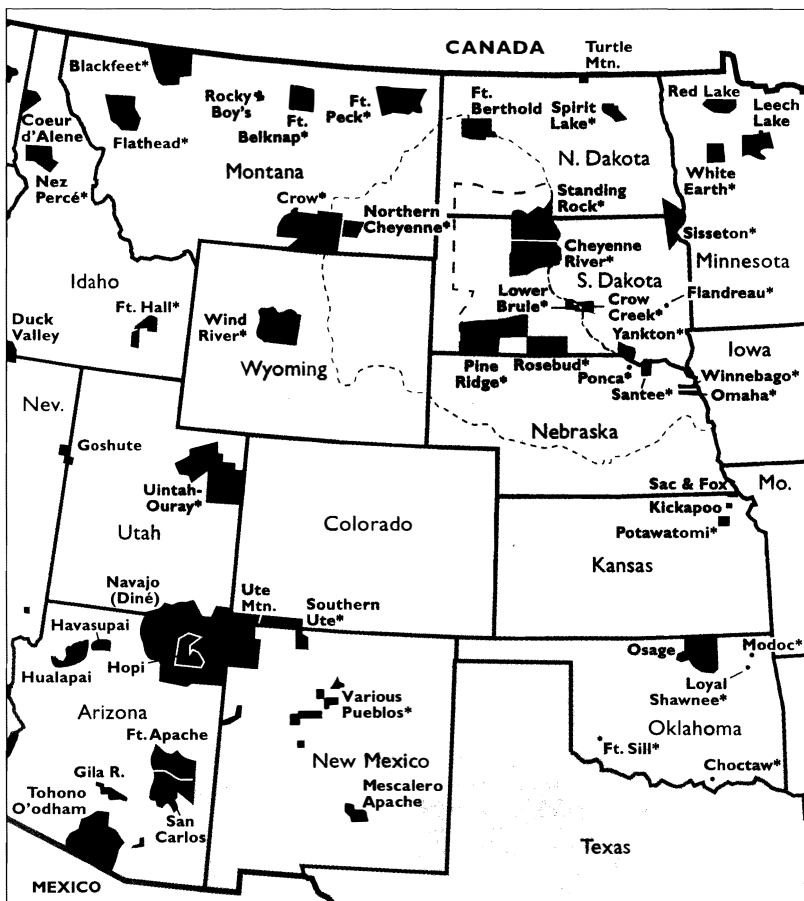 CANADA
Turtle
Mtn.
Blackfeet*
Rocky
Boy's
Ft.
Belknap*
Ft.
Peck*
Ft.
Berthold
Spirit
Lake*
Red Lake
Leech
Lake
Coeur
d'Alene
Flathead*
N. Dakota
White
Earth*
Nez
Percé*
Montana
Crow*
Northern
Cheyenne*
Standing
Rock*
Sisseton*
Cheyenne
River*
Minnesota
Idaho
S. Dakota
Ft. Hall*
Lower
Brule*
Crow
Creek*
Flandreau*
Duck
Valley
Wind
River*
Yankton*
Iowa
Wyoming
Pine
Ridge*
Rosebud*
Ponca*
Santee*
Winnebago*
Omaha*
Nev.
Nebraska
Goshute
Mo.
Uintah-
Ouray*
Sac & Fox
Kickapoo
Potawatomi*
Utah
Colorado
Kansas
Navajo
(Diné)
Ute
Mtn.
Southern
Ute*
Havasupai
Hualapai
Hopi
Osage
Modoc*
Loyal
Shawnee*
Various
Pueblos*
Arizona
Oklahoma
Ft. Apache
Ft. Sill*
New Mexico
Choctaw*
Gila R.
Tohono
O'odham
San
Carlos
Mescalero
Apache
Texas
MEXICO